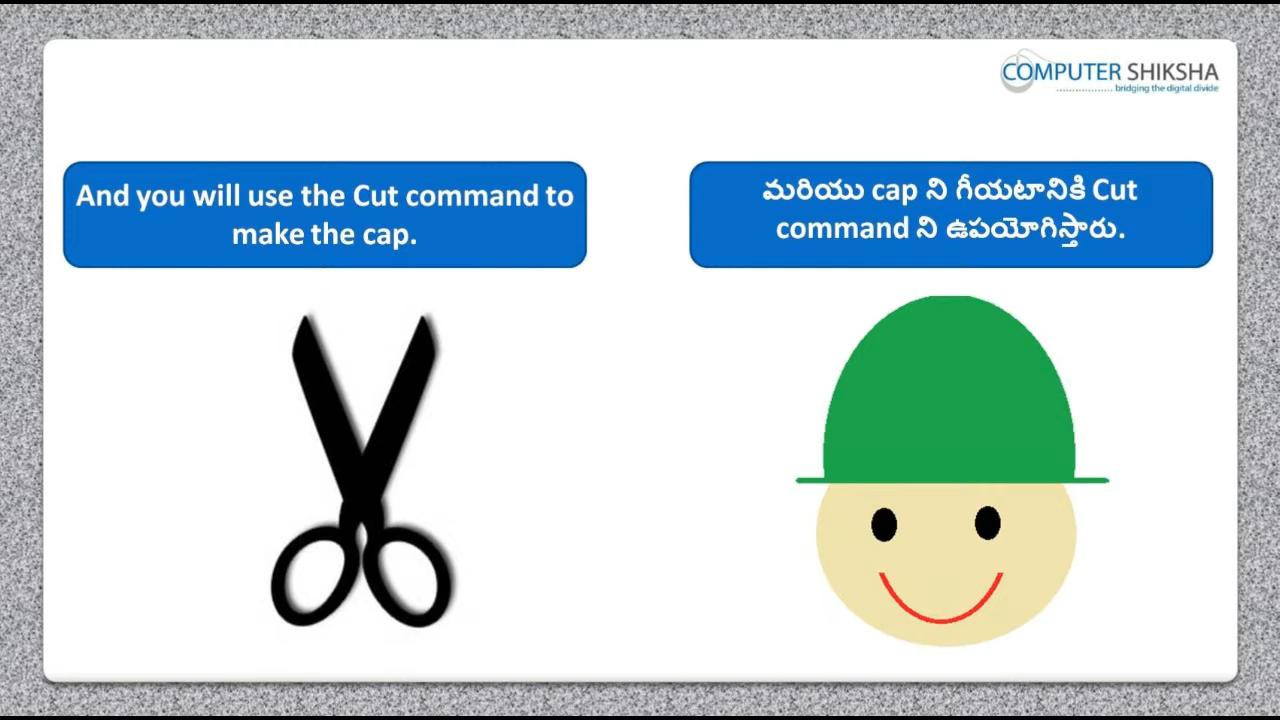 COMPUTER SHIKSHA
bridging the digital divide
And you will use the Cut command to
make the cap.
మరియు cap ని గీయటానికి Cut
command ని ఉపయోగిస్తారు.